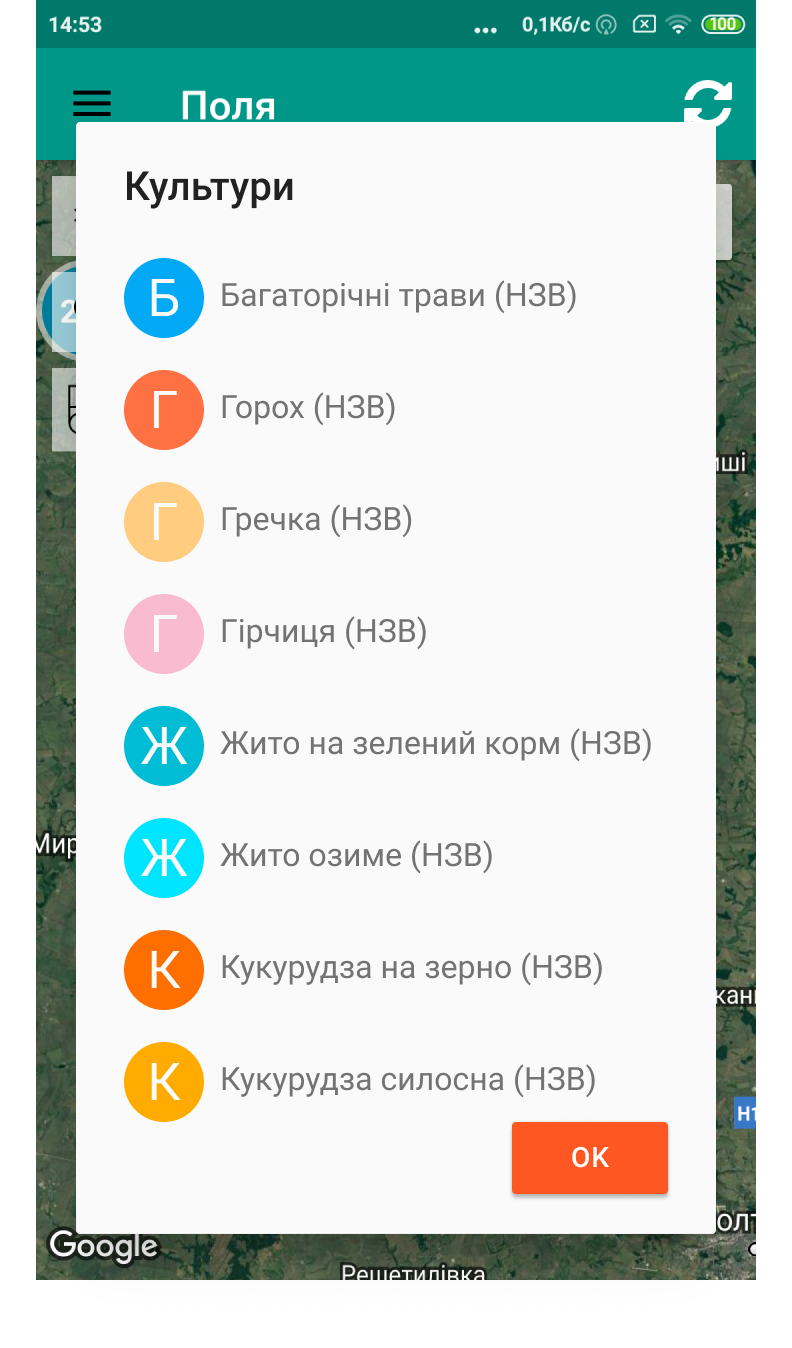 14:53
... 0,1Кб/с 100
Поля
Культури
Б Багаторічні трави (НЗВ)
Г Горох (НЗВ)
Г Гречка (НЗВ)
Г Гірчиця (НЗВ)
Ж Жито на зелений корм (НЗВ)
Ж Жито озиме (НЗВ)
К Кукурудза на зерно (НЗВ)
К Кукурудза силосна (НЗВ)
OK
Google
Решетилівка